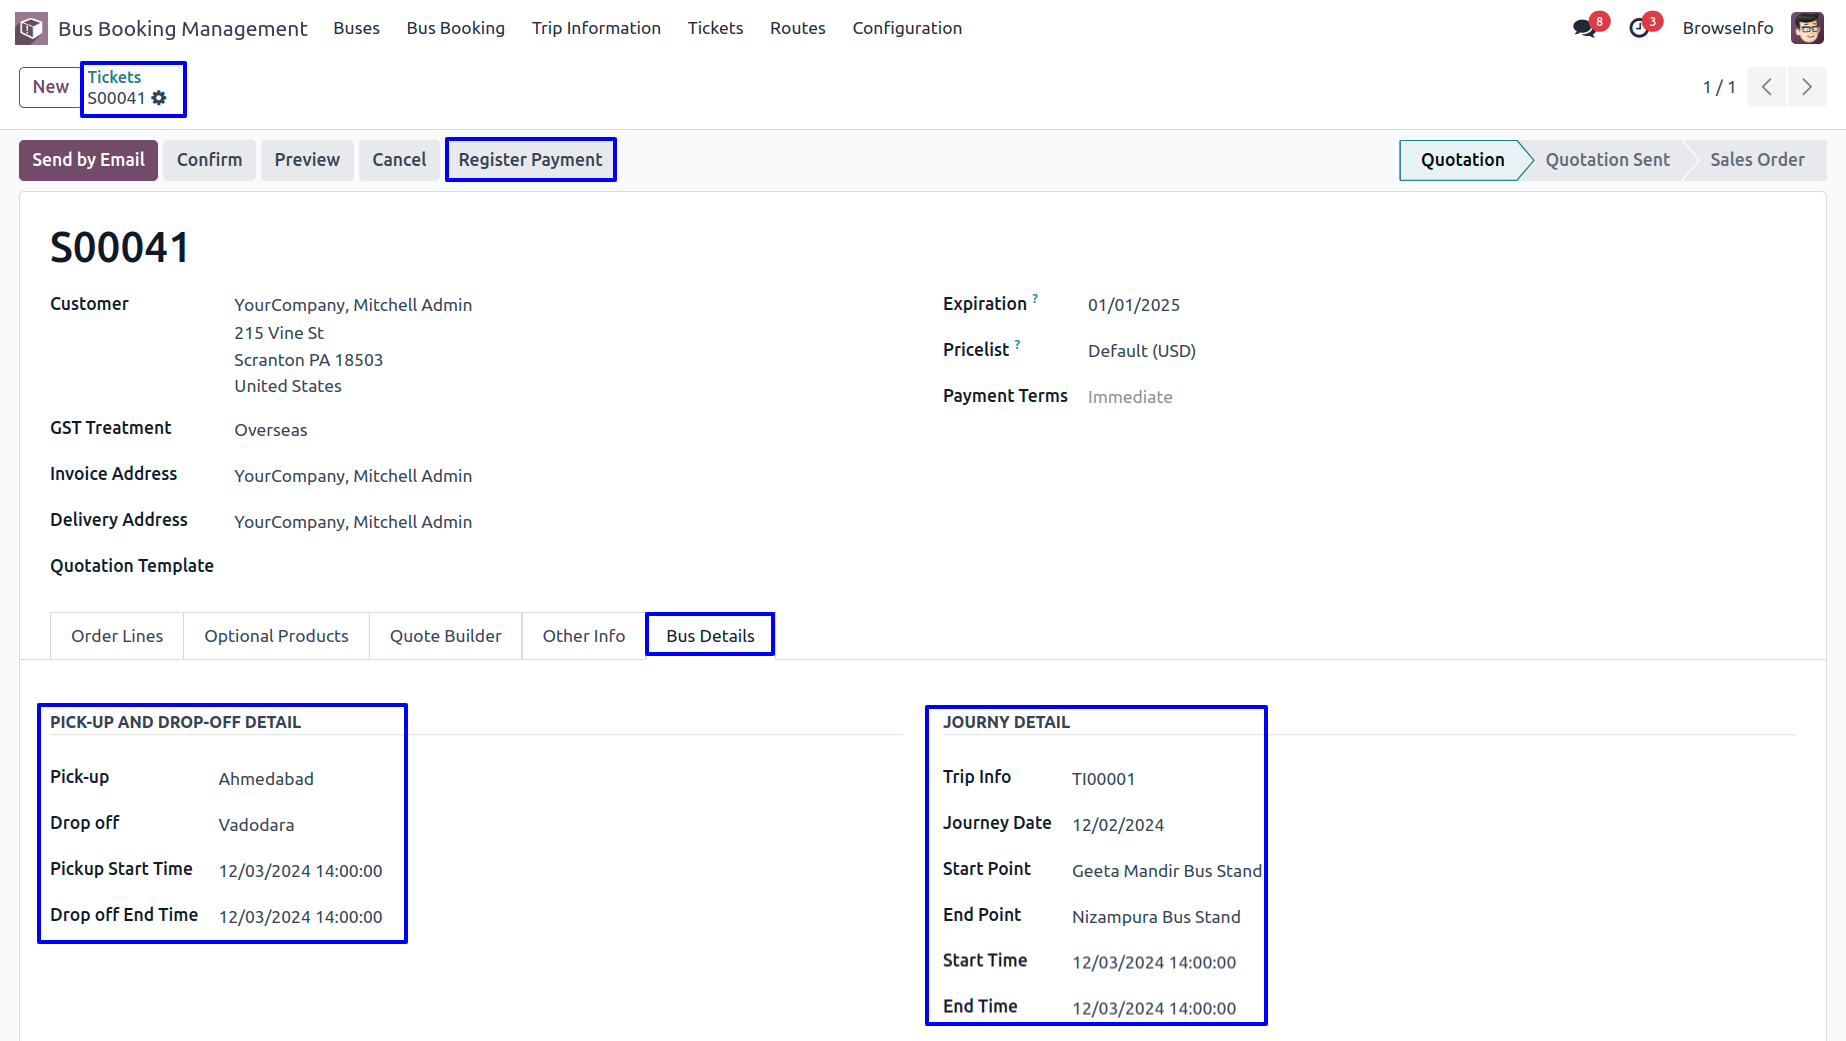 Bus Booking Management Buses Bus Booking Trip Information Tickets Routes Configuration 8 3 BrowseInfo
New Tickets 1 / 1
S00041
Send by Email Confirm Preview Cancel Register Payment Quotation Quotation Sent Sales Order
S00041
Customer YourCompany, Mitchell Admin Expiration ? 01/01/2025
215 Vine St
Scranton PA 18503 Pricelist ? Default (USD)
United States Payment Terms Immediate
GST Treatment Overseas
Invoice Address YourCompany, Mitchell Admin
Delivery Address YourCompany, Mitchell Admin
Quotation Template
Order Lines Optional Products Quote Builder Other Info Bus Details
PICK-UP AND DROP-OFF DETAIL JOURNY DETAIL
Pick-up Ahmedabad Trip Info TI00001
Drop off Vadodara Journey Date 12/02/2024
Pickup Start Time 12/03/2024 14:00:00 Start Point Geeta Mandir Bus Stand
Drop off End Time 12/03/2024 14:00:00 End Point Nizampura Bus Stand
Start Time 12/03/2024 14:00:00
End Time 12/03/2024 14:00:00